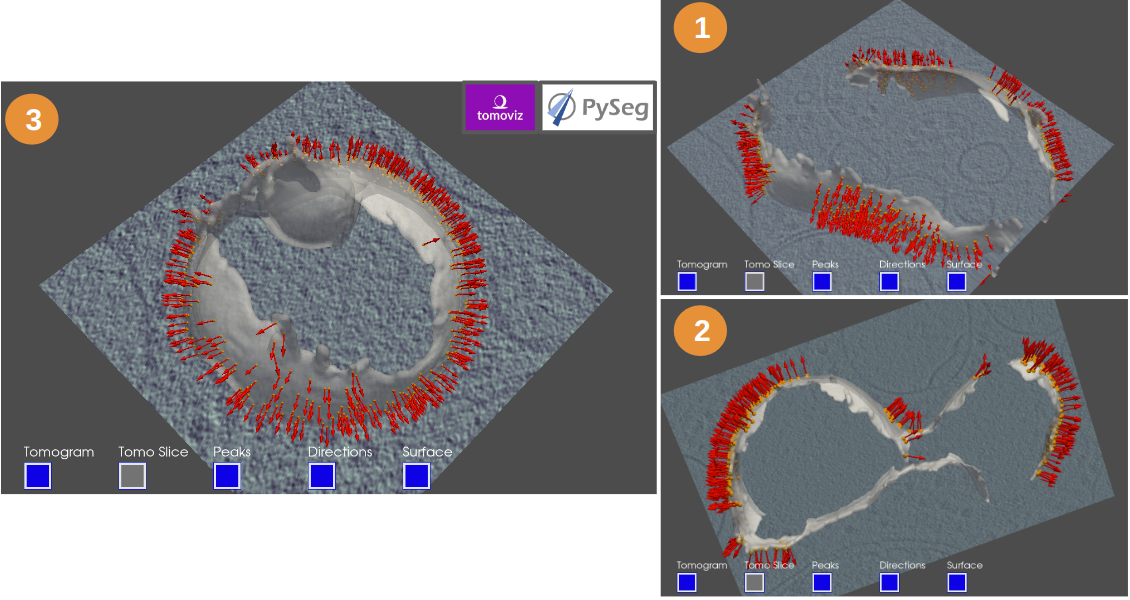 3
tomoviz
PySeg
Tomogram Tomo Slice Peaks Directions Surface
1
Tomogram Tomo Slice Peaks Directions Surface
2
Tomogram Tomo Slice Peaks Directions Surface